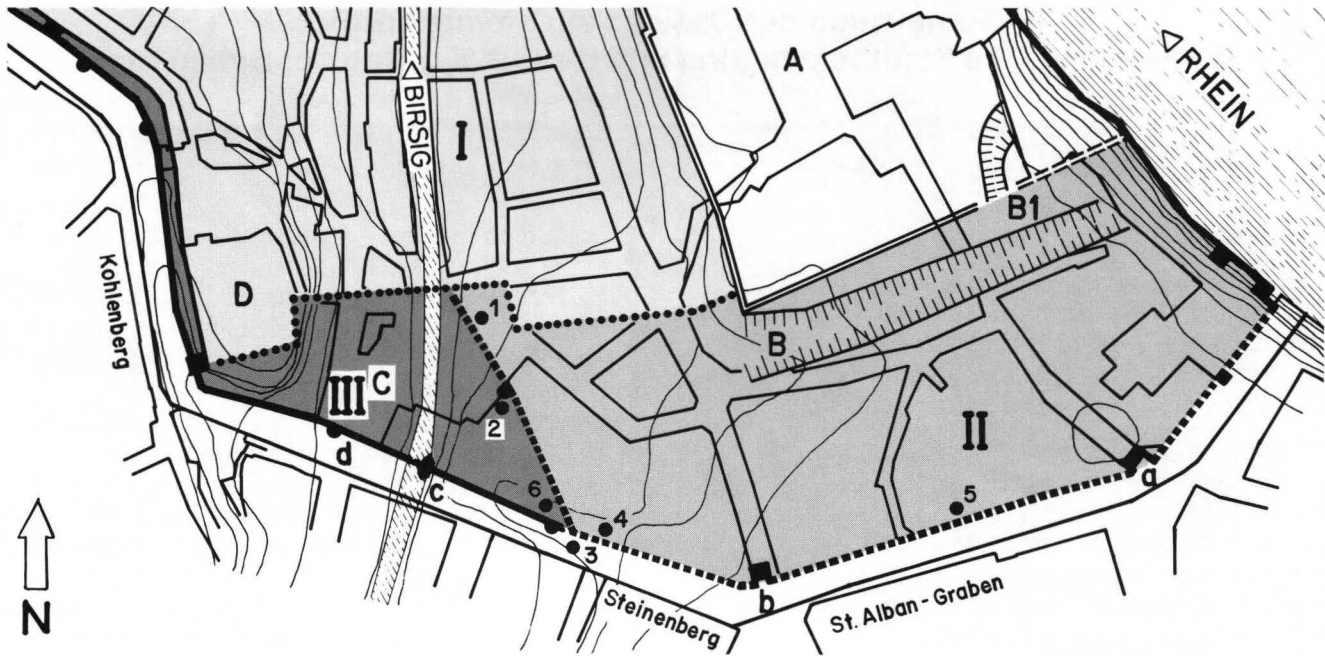 A
◁RHEIN
◁BIRSIG
I
B1
Kohlenberg
D
1
B
III C
2
II
d
c
6
4
5
a
3
N
b
Steinenberg
St. Alban - Graben